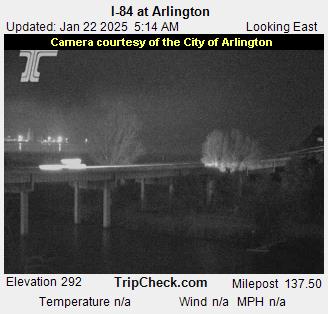 I-84 at Arlington
Updated: Jan 22 2025 5:14 AM Looking East
Camera courtesy of the City of Arlington
Elevation 292 TripCheck.com Milepost 137.50
Temperature n/a Wind n/a MPH n/a